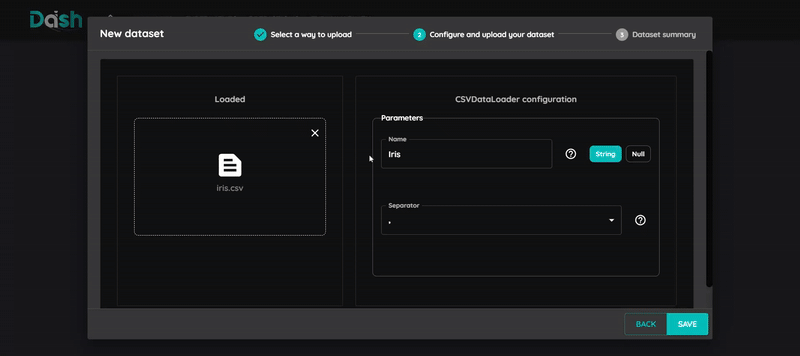 Dash
New dataset
Select a way to upload
2 Configure and upload your dataset
3 Dataset summary
Loaded
iris.csv
CSVDataLoader configuration
Parameters
Name
Iris
String
Null
Separator
,
BACK
SAVE